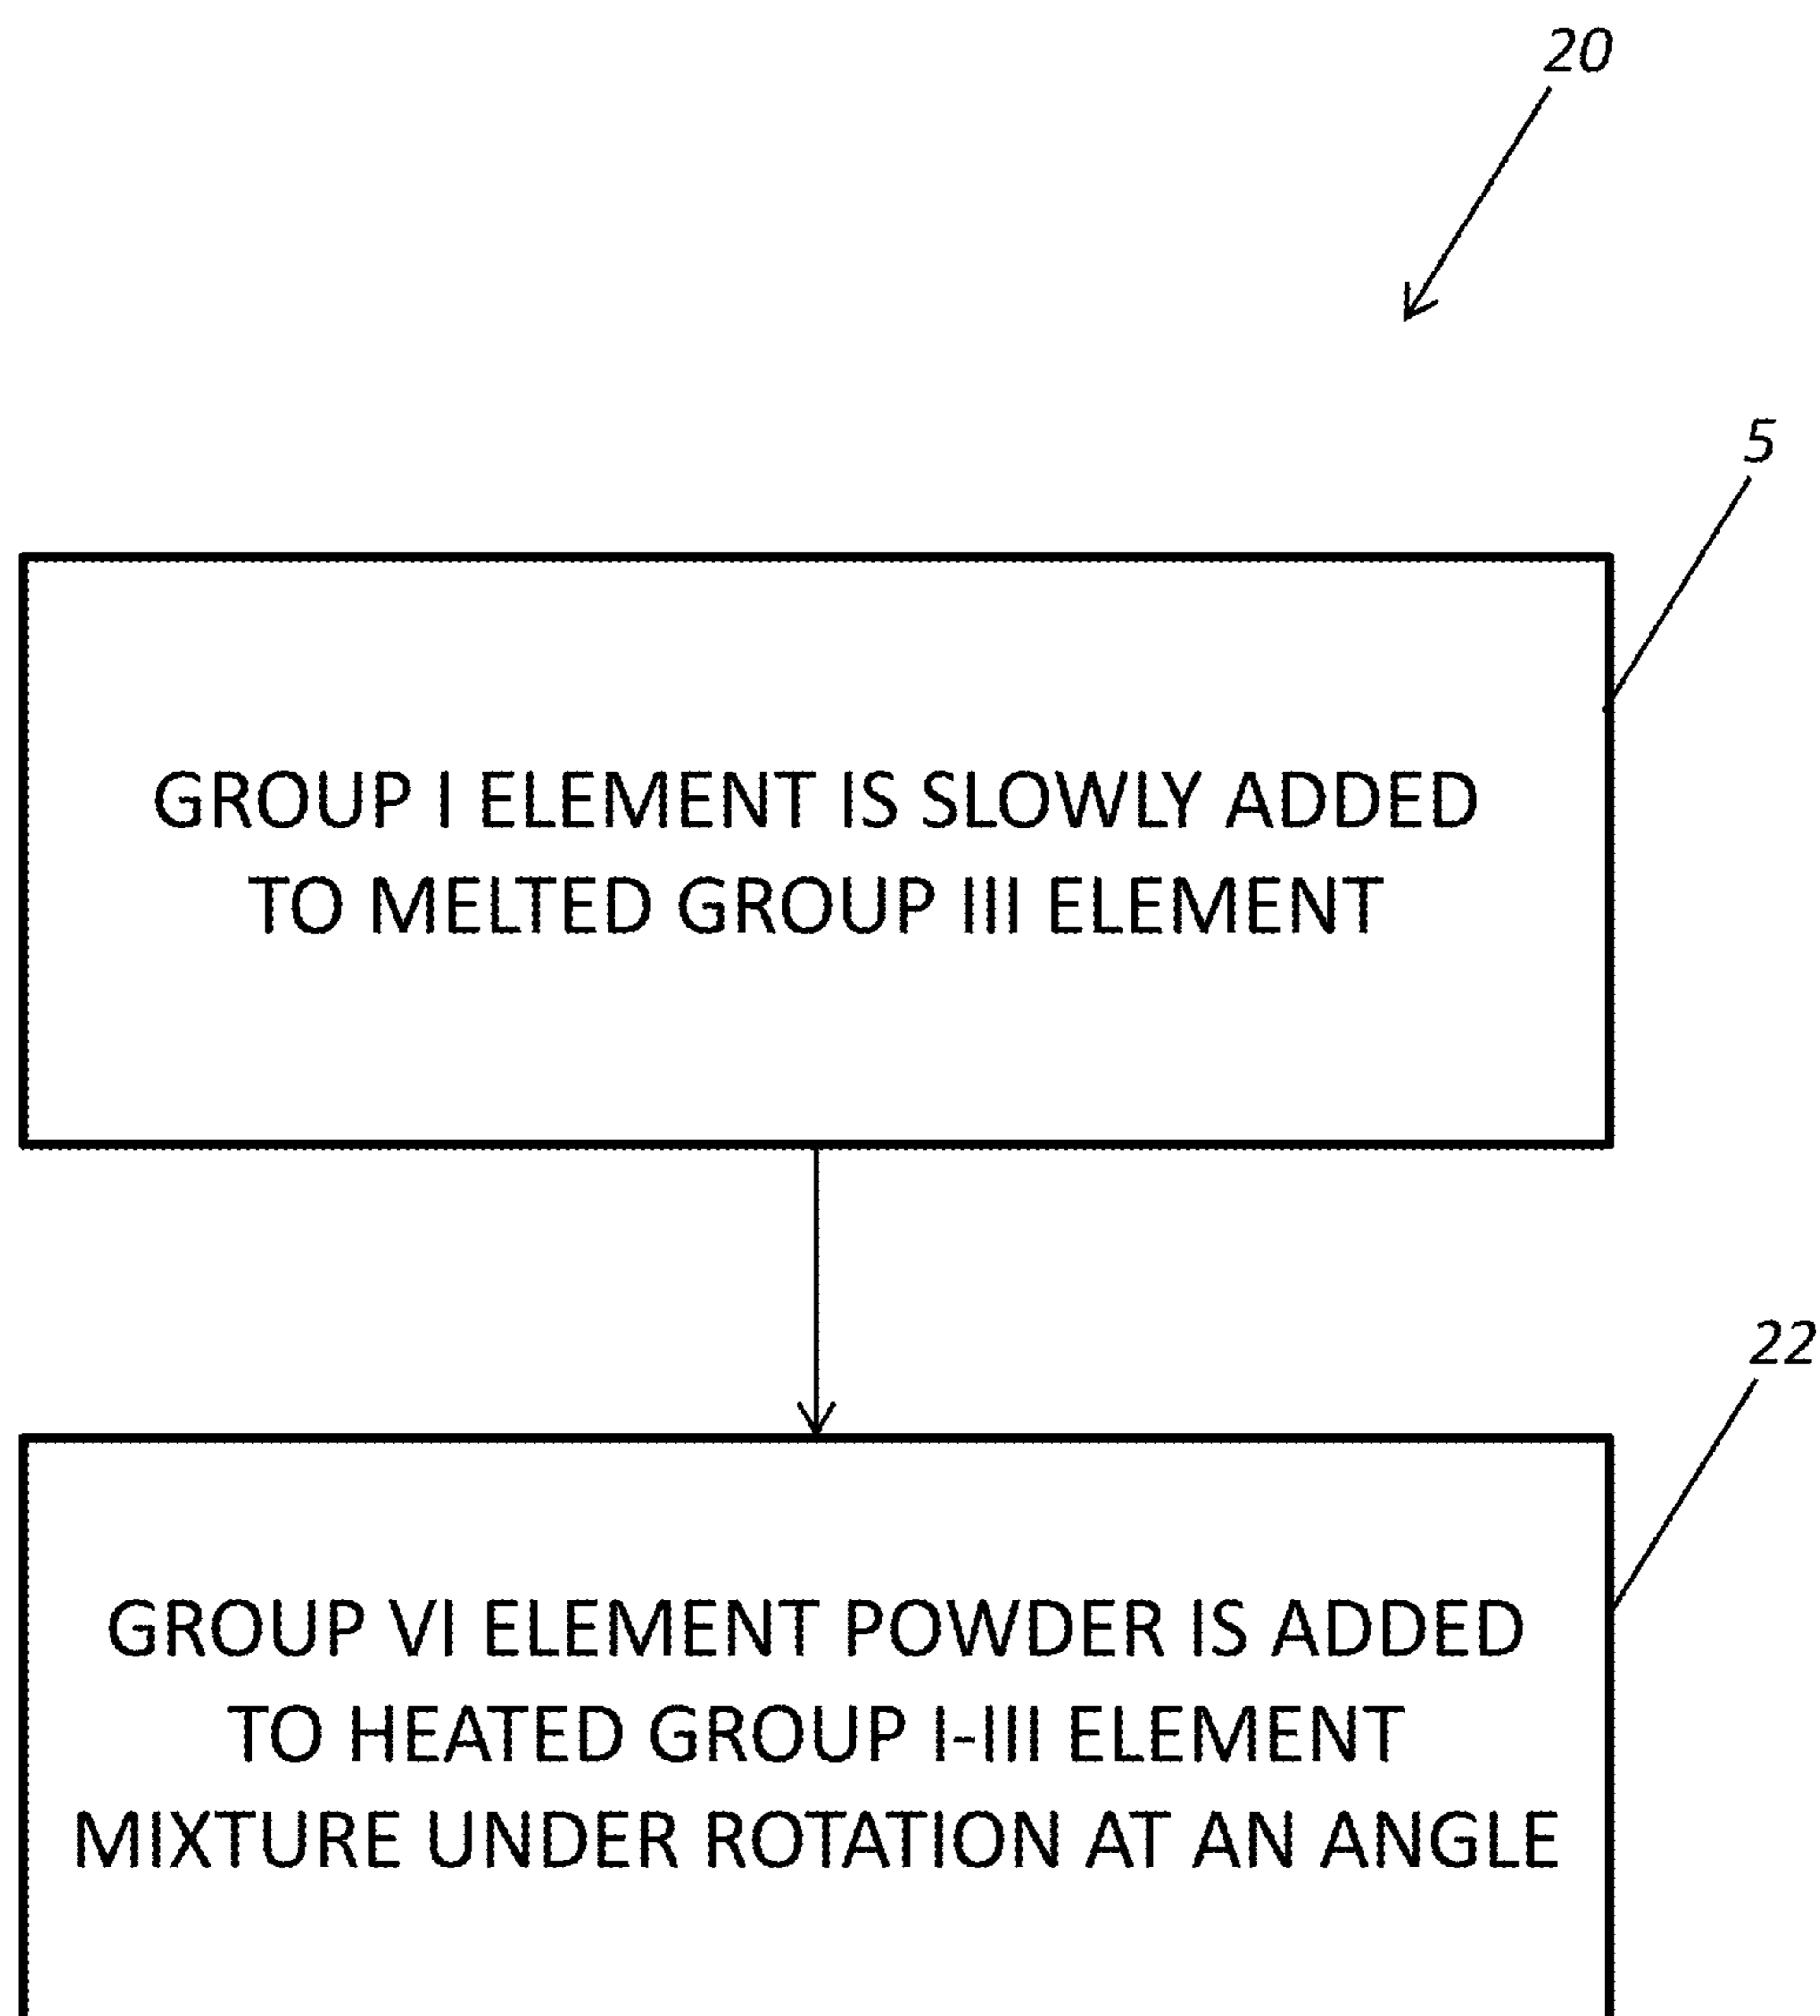 20
5
GROUP I ELEMENT IS SLOWLY ADDED
TO MELTED GROUP III ELEMENT
22
GROUP VI ELEMENT POWDER IS ADDED
TO HEATED GROUP I-III ELEMENT
MIXTURE UNDER ROTATION AT AN ANGLE